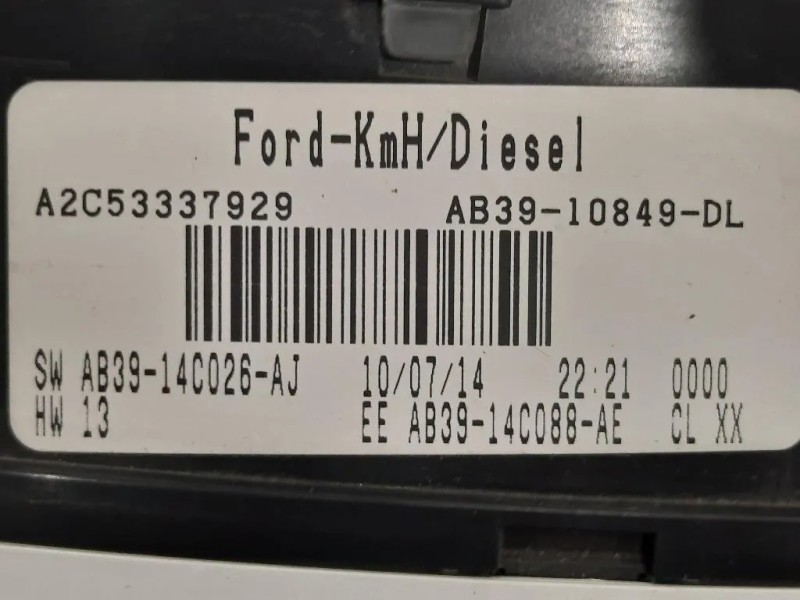 Ford-KmH/Diesel
A2C53337929 AB39-10849-DL
SW AB39-14C026-AJ 10/07/14 22:21 0000
HW 13 EE AB39-14C088-AE CL XX